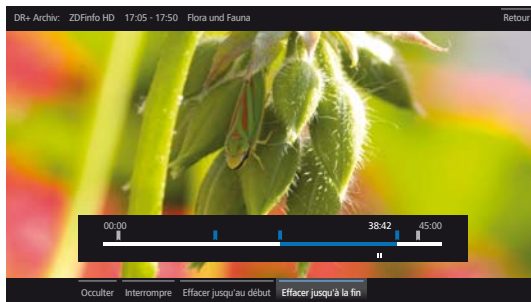 DR+ Archiv: ZDFinfo HD 17:05 - 17:50 Flora und Fauna Retour
00:00 38:42 45:00
Occulter Interrompre Effacer jusqu'au début Effacer jusqu'à la fin